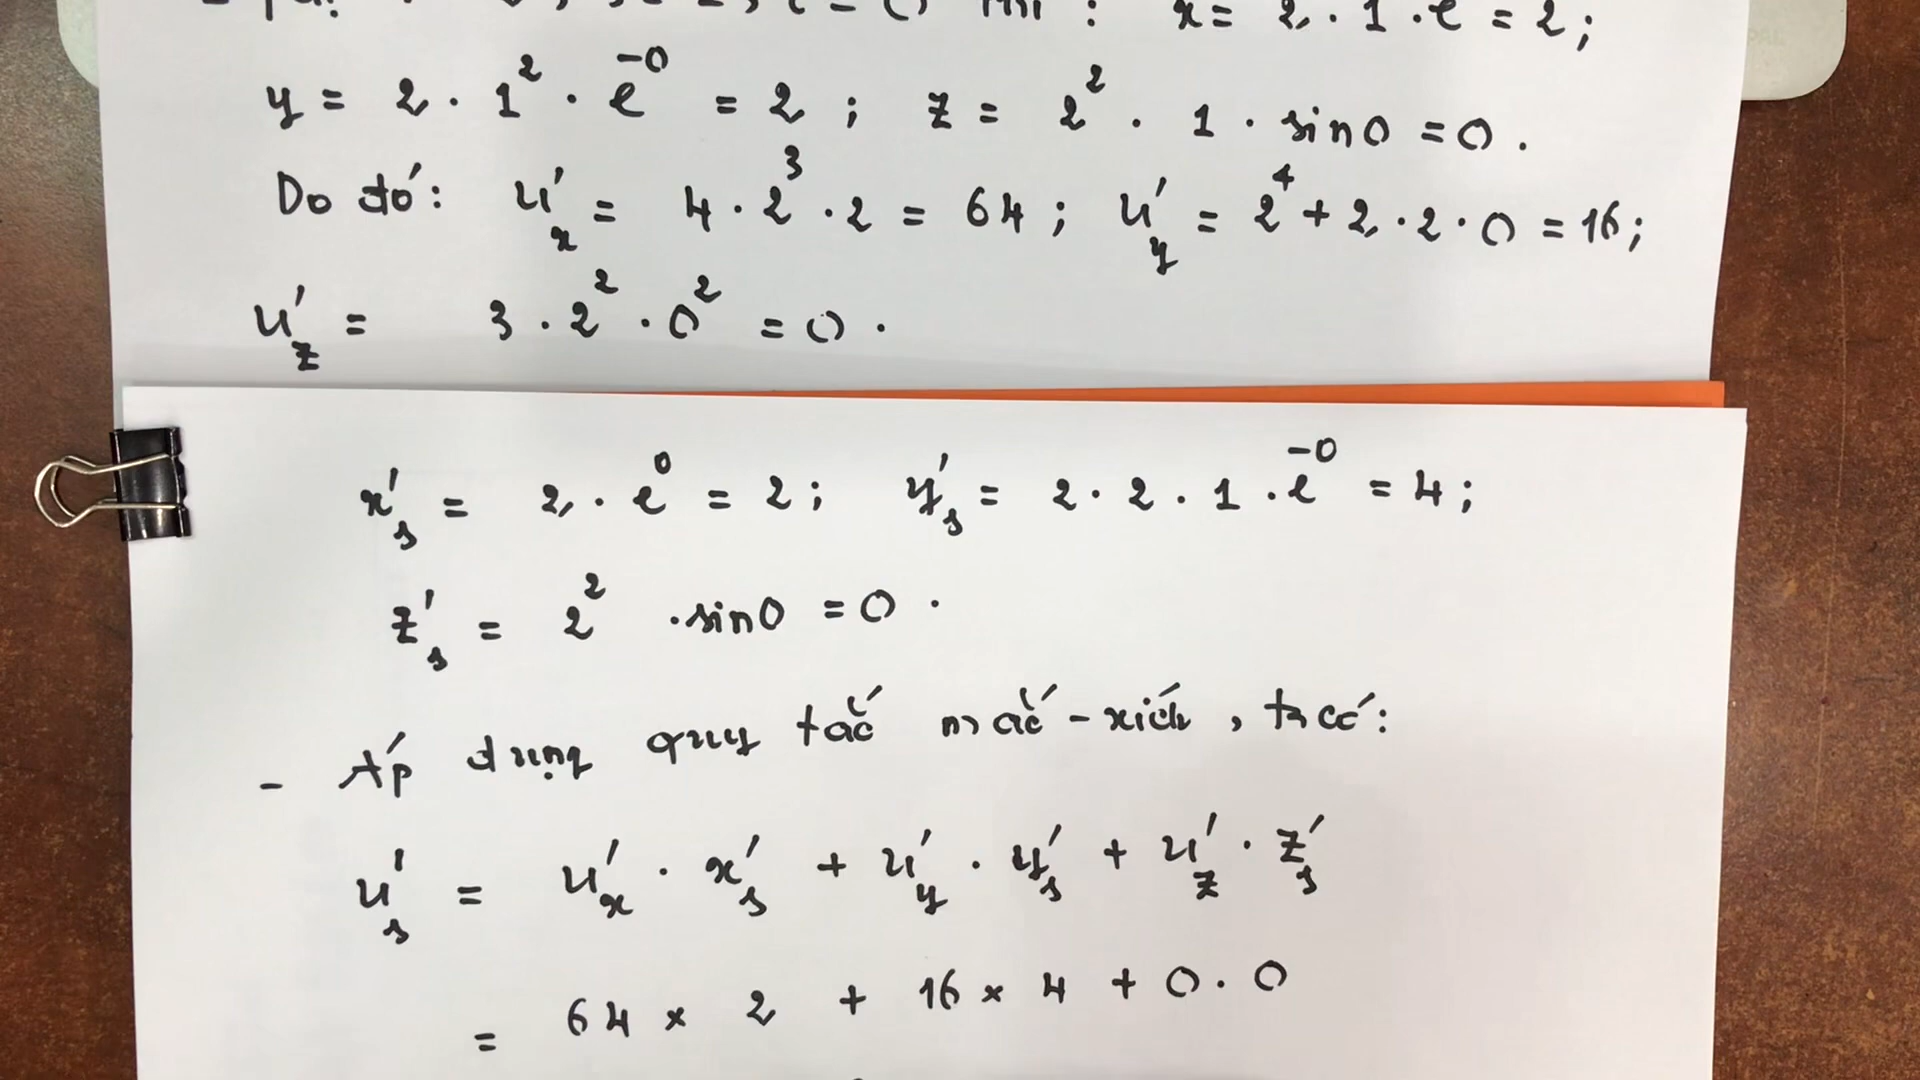 x = 2 . 1 . e = 2 ;
y = 2 . 1² . e⁻⁰ = 2 ; z = 2² . 1 . sin0 = 0 .
Do đó: u'ₓ = 4 . 2³ . 2 = 64 ; u'_y = 2⁴ + 2 . 2 . 0 = 16 ;
u'_z = 3 . 2² . 0² = 0 .
x'ₛ = 2 . e⁰ = 2 ; y'ₛ = 2 . 2 . 1 . e⁻⁰ = 4 ;
z'ₛ = 2² . sin0 = 0 .
- Áp dụng quy tắc mắc-xích, ta có:
u'ₛ = u'ₓ . x'ₛ + u'_y . y'ₛ + u'_z . z'ₛ
= 64 × 2 + 16 × 4 + 0 . 0